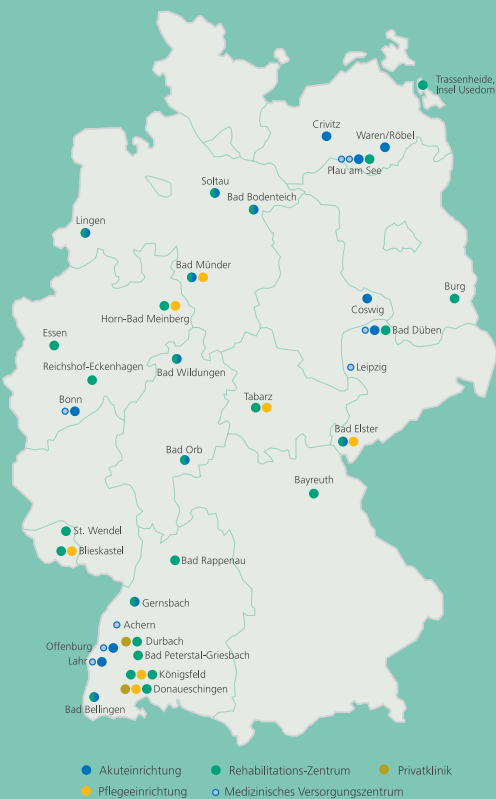 Trassenheide,
Insel Usedom
Crivitz
Waren/Röbel
Plau am See
Soltau
Bad Bodenteich
Lingen
Bad Münder
Horn-Bad Meinberg
Coswig
Burg
Bad Düben
Essen
Reichshof-Eckenhagen
Bad Wildungen
Leipzig
Bonn
Tabarz
Bad Elster
Bad Orb
Bayreuth
St. Wendel
Blieskastel
Bad Rappenau
Gernsbach
Achern
Offenburg
Durbach
Lahr
Bad Peterstal-Griesbach
Königsfeld
Donaueschingen
Bad Bellingen
Akuteinrichtung
Rehabilitations-Zentrum
Privatklinik
Pflegeeinrichtung
Medizinisches Versorgungszentrum